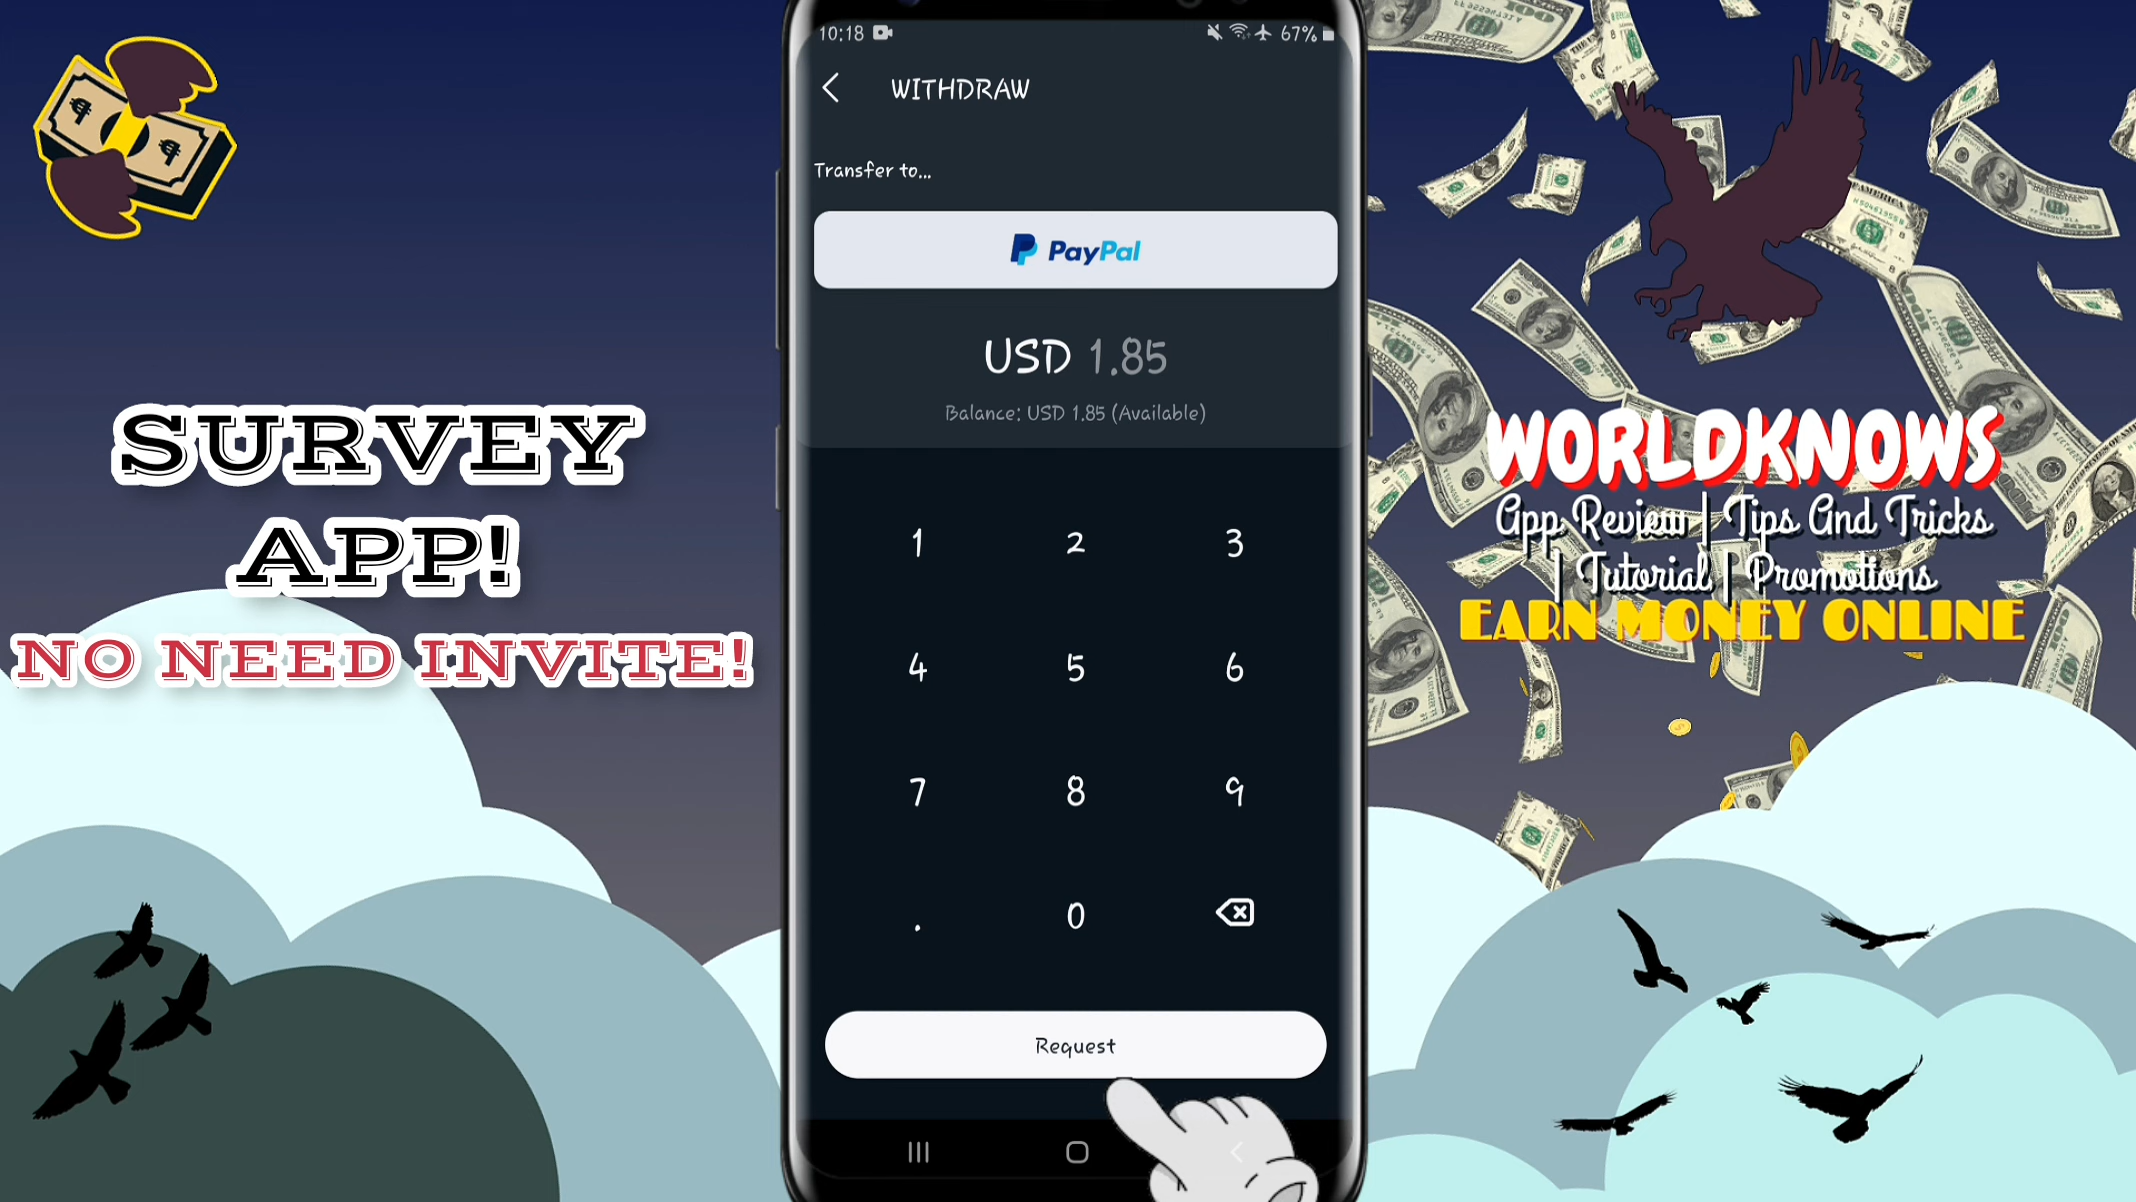 SURVEY
APP!
NO NEED INVITE!
10:18
67%
WITHDRAW
Transfer to...
PayPal
USD 1.85
Balance: USD 1.85 (Available)
1 2 3
4 5 6
7 8 9
. 0
Request
WORLDKNOWS
App Review | Tips And Tricks
| Tutorial | Promotions
EARN MONEY ONLINE